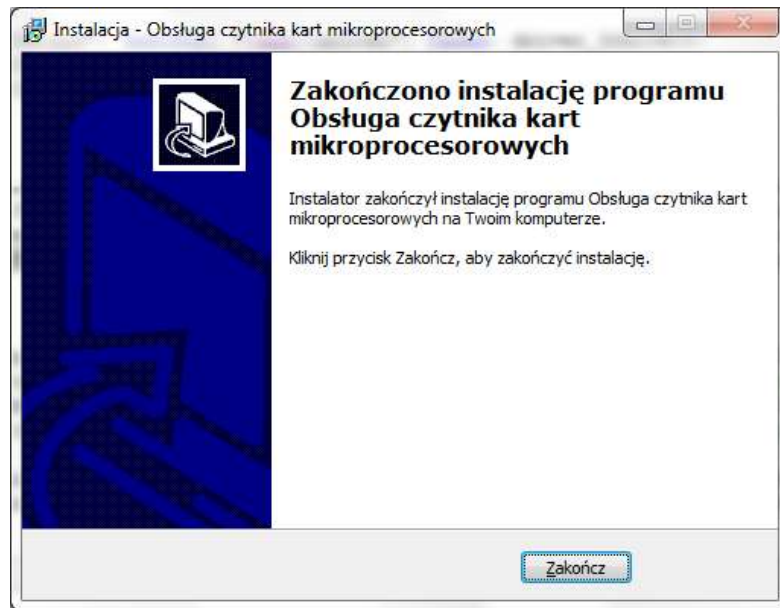 Instalacja - Obsługa czytnika kart mikroprocesorowych
Zakończono instalację programu
Obsługa czytnika kart
mikroprocesorowych
Instalator zakończył instalację programu Obsługa czytnika kart
mikroprocesorowych na Twoim komputerze.
Kliknij przycisk Zakończ, aby zakończyć instalację.
Zakończ